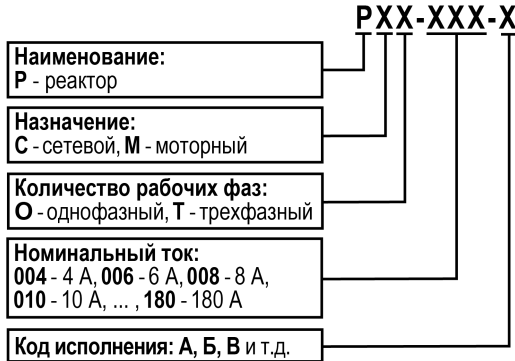 РХХ-ХХХ-Х
Наименование:
Р - реактор
Назначение:
С - сетевой, М - моторный
Количество рабочих фаз:
О - однофазный, Т - трехфазный
Номинальный ток:
004 - 4 А, 006 - 6 А, 008 - 8 А,
010 - 10 А, ... , 180 - 180 А
Код исполнения: А, Б, В и т.д.